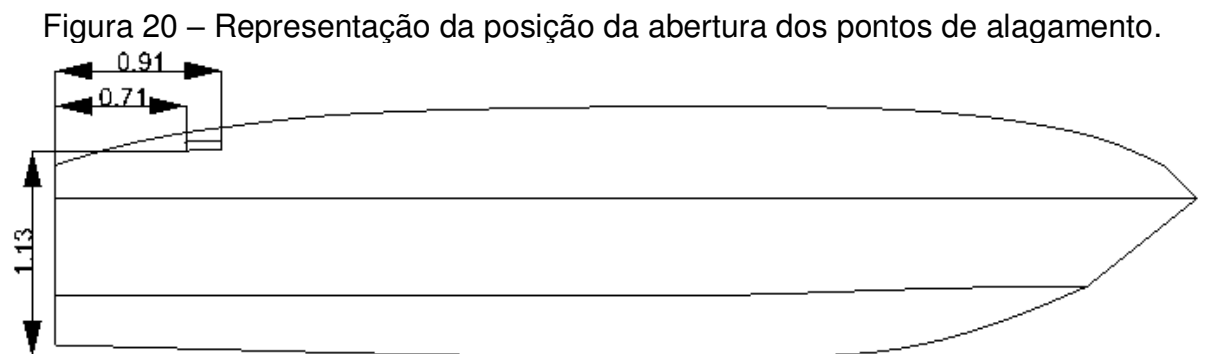 Figura 20 – Representação da posição da abertura dos pontos de alagamento.
0.91
0.71
1.13